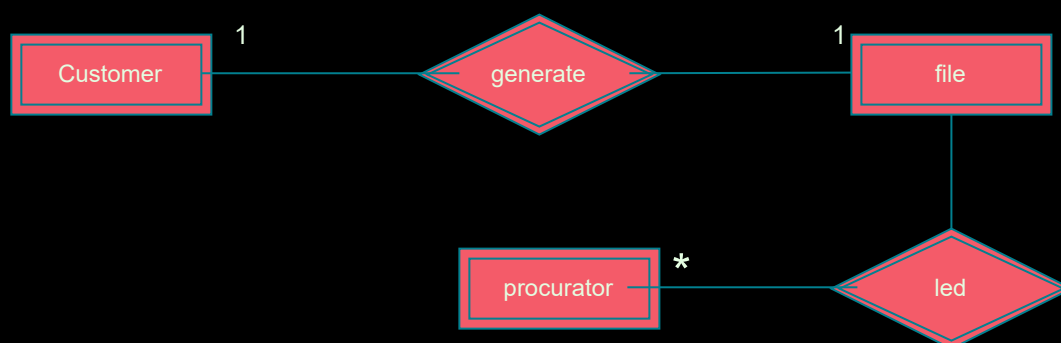 1
1
Customer
generate
file
*
procurator
led